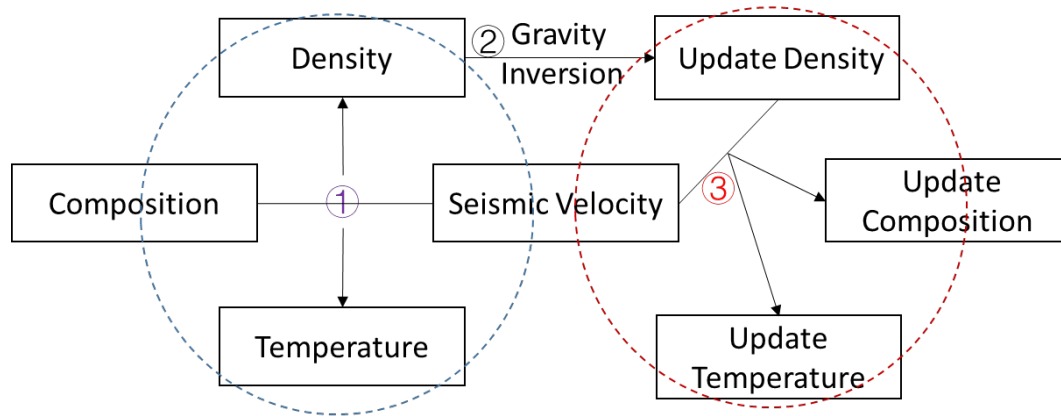 Density
② Gravity
Inversion
Update Density
Composition
①
Seismic Velocity
③
Update
Composition
Temperature
Update
Temperature